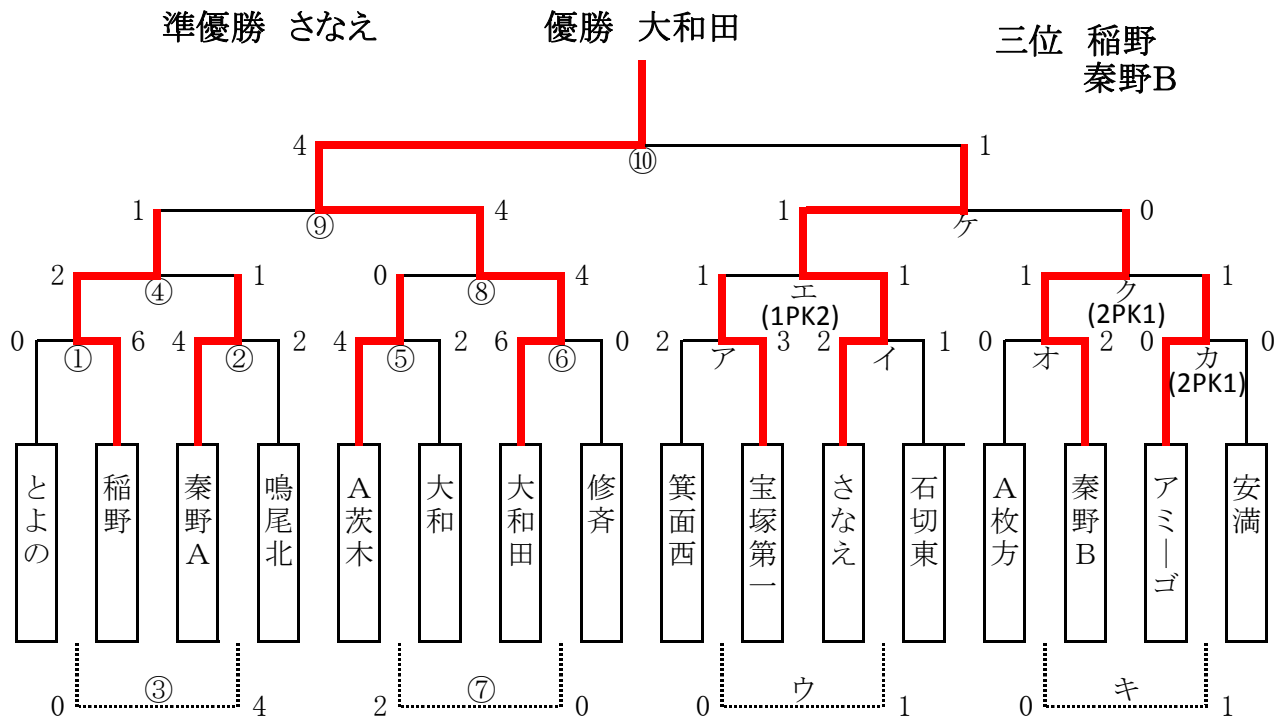 準優勝 さなえ 優勝 大和田 三位 稲野
秦野B
4 ⑩ 1
1 ⑨ 4 1 ケ 0
2 ④ 1 0 ⑧ 4 1 エ 1 1 ク 1
(1PK2) (2PK1)
0 ① 6 4 ② 2 4 ⑤ 2 6 ⑥ 0 2 ア 3 2 イ 1 0 オ 2 0 カ 0
(2PK1)
とよの
稲野
秦野A
鳴尾北
A茨木
大和
大和田
修斉
箕面西
宝塚第一
さなえ
石切東
A枚方
秦野B
アミーゴ
安満
0 ③ 4 2 ⑦ 0 0 ウ 1 0 キ 1